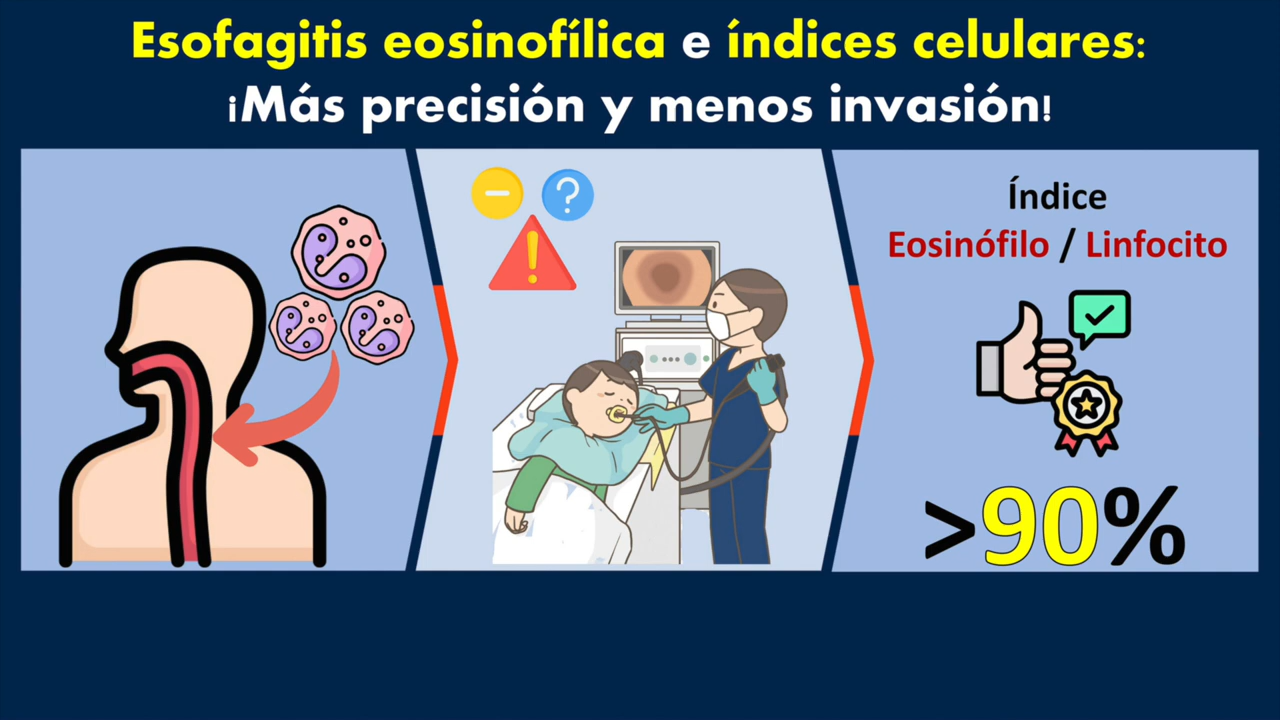 Esofagitis eosinofílica e índices celulares:
¡Más precisión y menos invasión!
Índice
Eosinófilo / Linfocito
>90%